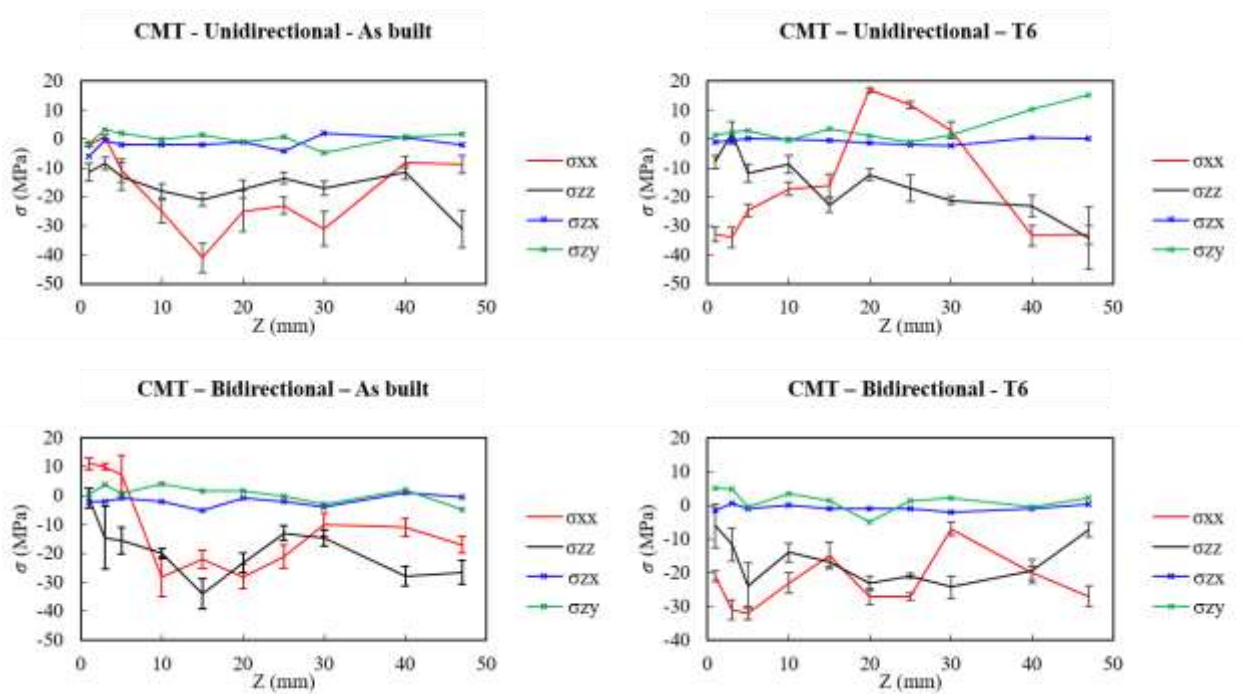 CMT - Unidirectional - As built
20
10
0
-10
-20
-30
-40
-50
σ (MPa)
0 10 20 30 40 50
Z (mm)
σxx
σzz
σzx
σzy
CMT – Unidirectional – T6
20
10
0
-10
-20
-30
-40
-50
σ (MPa)
0 10 20 30 40 50
Z (mm)
σxx
σzz
σzx
σzy
CMT – Bidirectional – As built
20
10
0
-10
-20
-30
-40
-50
σ (MPa)
0 10 20 30 40 50
Z (mm)
σxx
σzz
σzx
σzy
CMT – Bidirectional - T6
20
10
0
-10
-20
-30
-40
σ (MPa)
0 10 20 30 40 50
Z (mm)
σxx
σzz
σzx
σzy